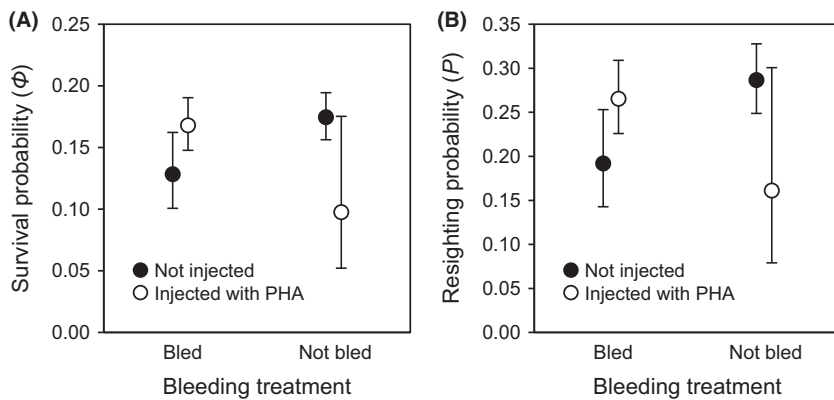 (A)
0.25
0.20
0.15
0.10
0.05
0.00
Survival probability (Φ)
Not injected
Injected with PHA
Bled Not bled
Bleeding treatment
(B)
0.35
0.30
0.25
0.20
0.15
0.10
0.05
0.00
Resighting probability (P)
Not injected
Injected with PHA
Bled Not bled
Bleeding treatment